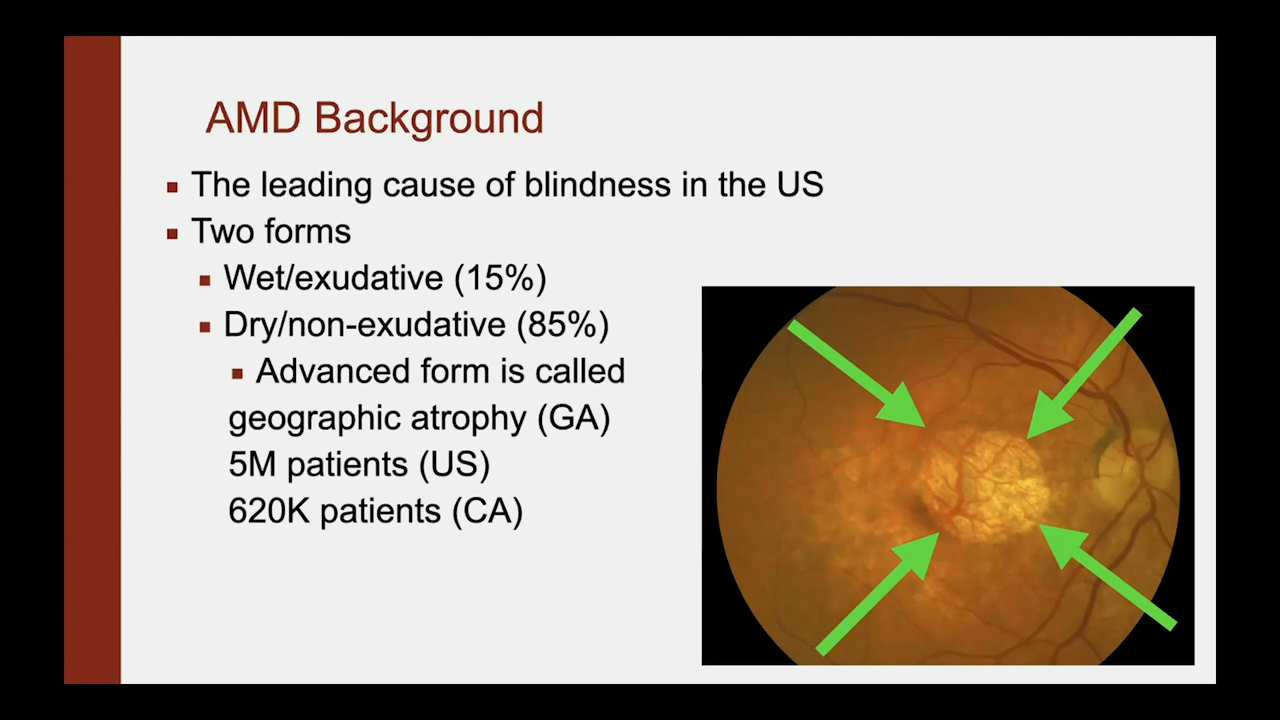 AMD Background
The leading cause of blindness in the US
Two forms
Wet/exudative (15%)
Dry/non-exudative (85%)
Advanced form is called
geographic atrophy (GA)
5M patients (US)
620K patients (CA)